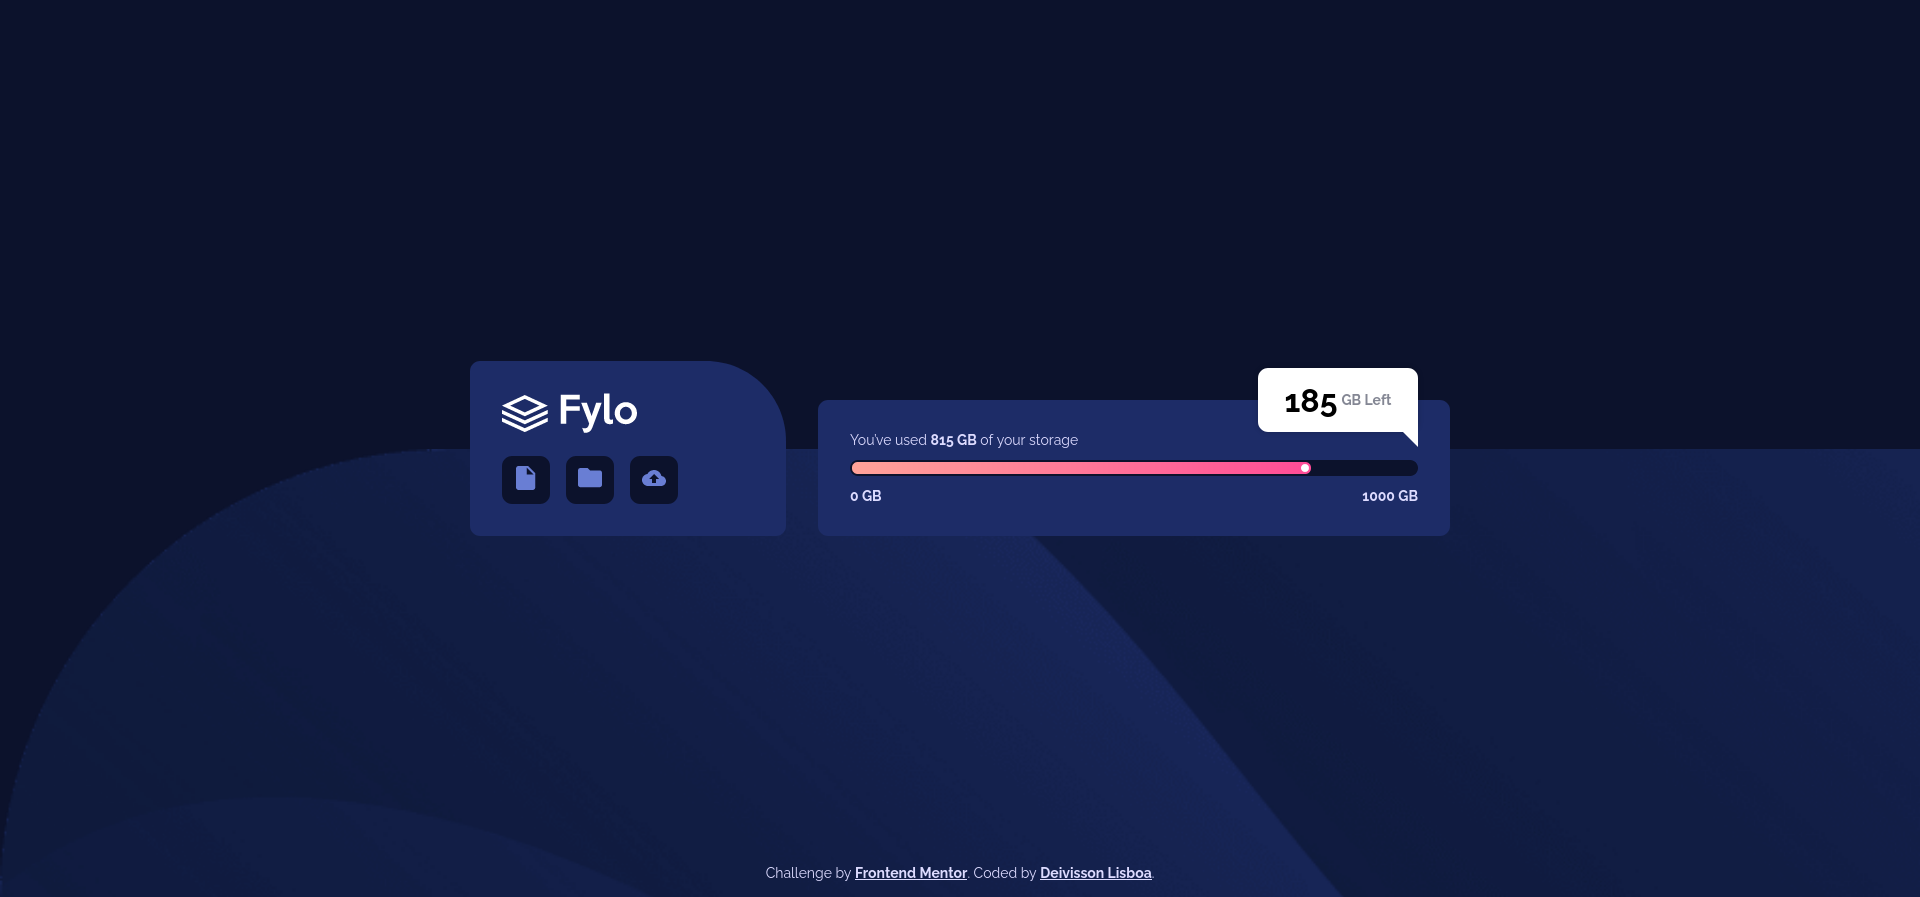 Fylo
185 GB Left
You've used 815 GB of your storage
0 GB
1000 GB
Challenge by Frontend Mentor. Coded by Deivisson Lisboa.